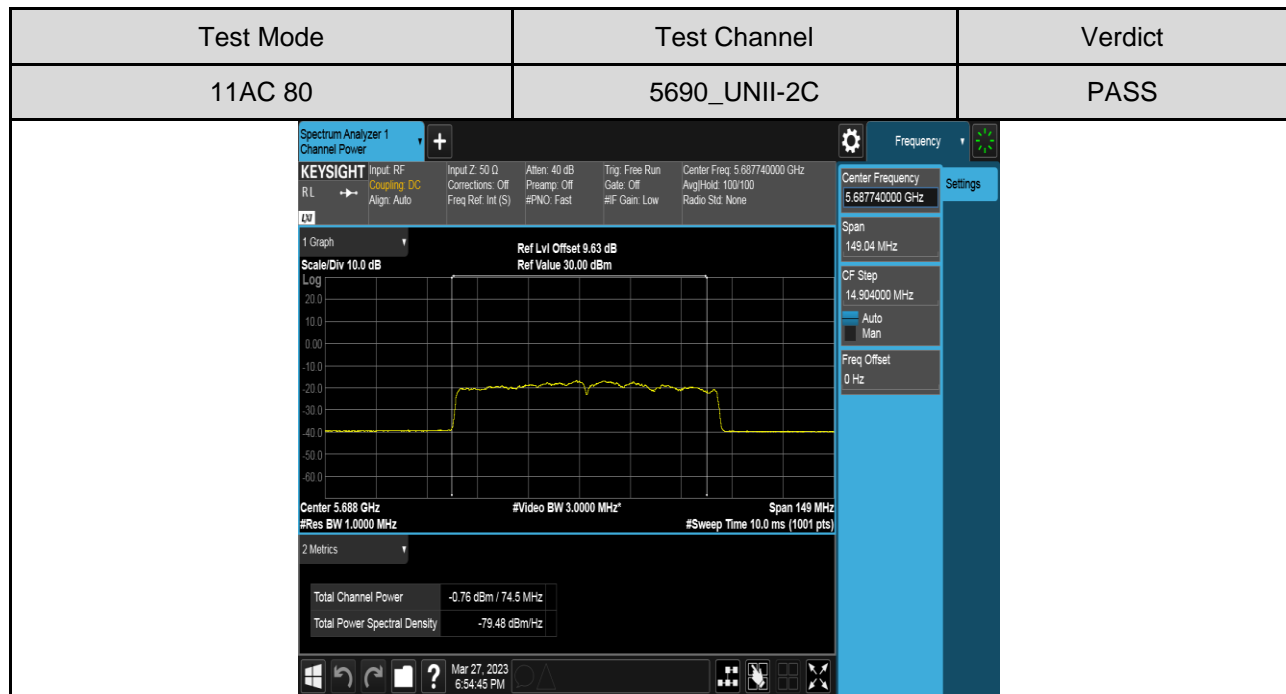 Test Mode Test Channel Verdict
11AC 80 5690_UNII-2C PASS
Spectrum Analyzer 1
Channel Power
+
Frequency
KEYSIGHT Input: RF Input Z: 50 Ω Atten: 40 dB Trig: Free Run Center Freq: 5.687740000 GHz
RL Coupling: DC Corrections: Off Preamp: Off Gate: Off Avg|Hold: 100/100
Align: Auto Freq Ref: Int (S) #PNO: Fast #IF Gain: Low Radio Std: None
LXI
Center Frequency
5.687740000 GHz
Settings
Span
149.04 MHz
CF Step
14.904000 MHz
Auto
Man
Freq Offset
0 Hz
1 Graph
Ref Lvl Offset 9.63 dB
Scale/Div 10.0 dB Ref Value 30.00 dBm
Log
20.0
10.0
0.00
-10.0
-20.0
-30.0
-40.0
-50.0
-60.0
Center 5.688 GHz #Video BW 3.0000 MHz* Span 149 MHz
#Res BW 1.0000 MHz #Sweep Time 10.0 ms (1001 pts)
2 Metrics
Total Channel Power -0.76 dBm / 74.5 MHz
Total Power Spectral Density -79.48 dBm/Hz
? Mar 27, 2023
6:54:45 PM